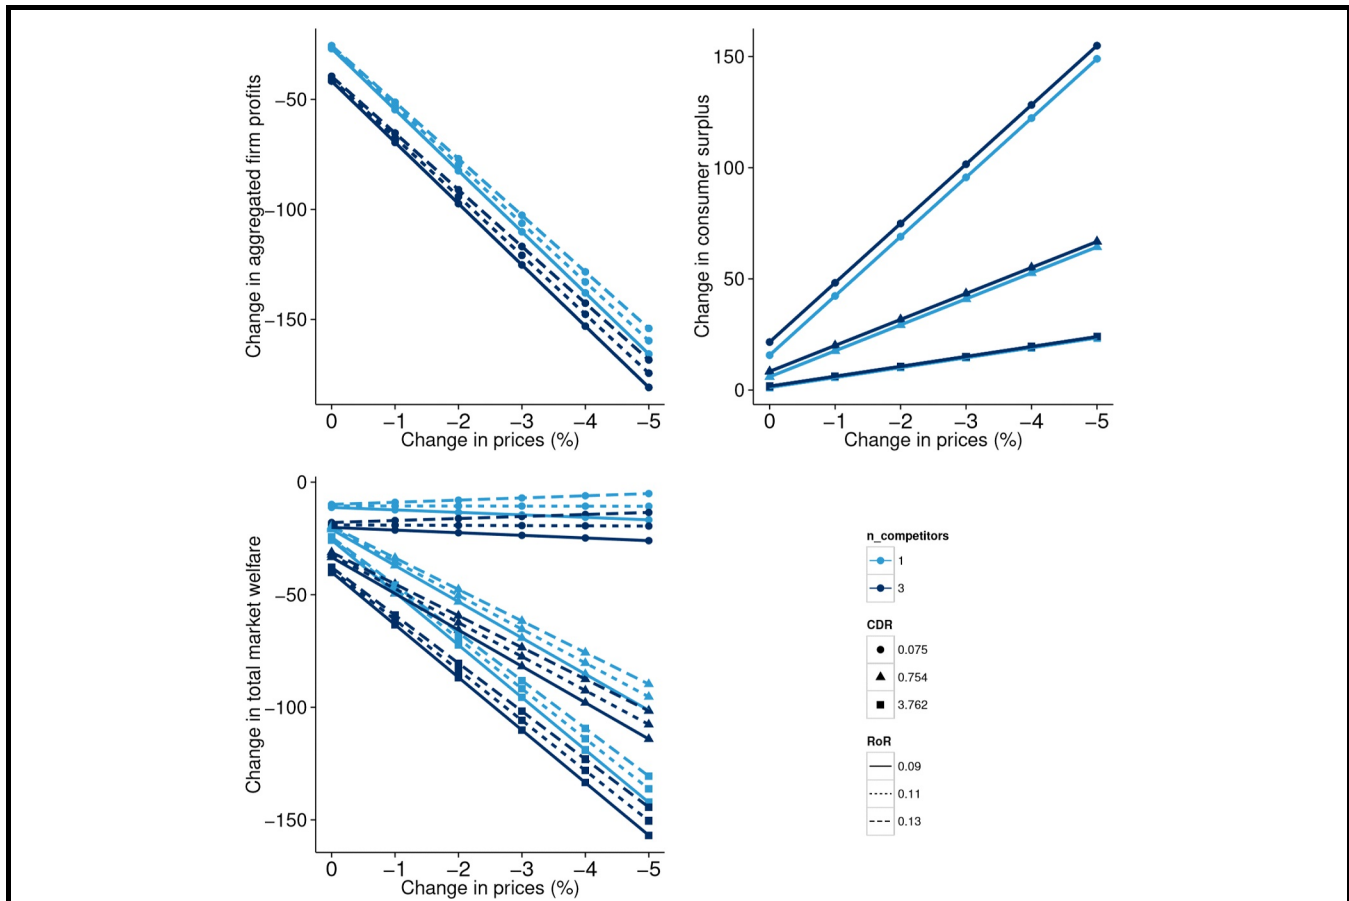 Change in aggregated firm profits
−50
−100
−150
0 −1 −2 −3 −4 −5
Change in prices (%)
Change in consumer surplus
150
100
50
0
0 −1 −2 −3 −4 −5
Change in prices (%)
Change in total market welfare
0
−50
−100
−150
0 −1 −2 −3 −4 −5
Change in prices (%)
n_competitors
1
3
CDR
0.075
0.754
3.762
RoR
0.09
0.11
0.13